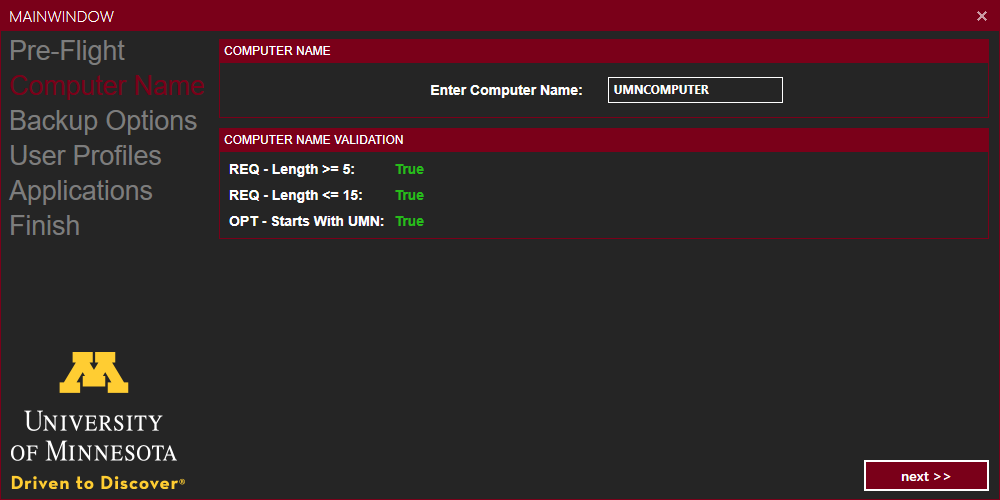 MAINWINDOW
Pre-Flight
Computer Name
Backup Options
User Profiles
Applications
Finish
COMPUTER NAME
Enter Computer Name: UMNCOMPUTER
COMPUTER NAME VALIDATION
REQ - Length >= 5: True
REQ - Length <= 15: True
OPT - Starts With UMN: True
M
UNIVERSITY
OF MINNESOTA
Driven to Discover®
next >>